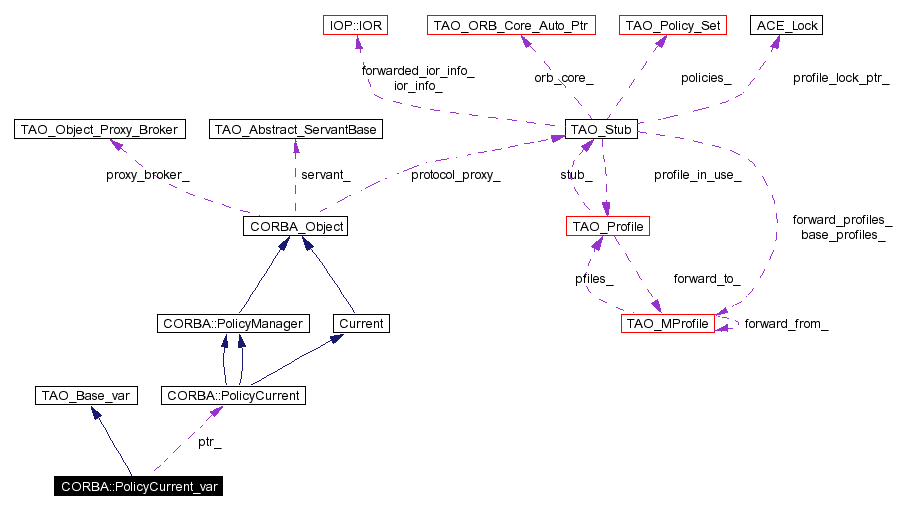 IOP::IOR
TAO_ORB_Core_Auto_Ptr
TAO_Policy_Set
ACE_Lock
forwarded_ior_info_
ior_info_
orb_core_
policies_
profile_lock_ptr_
TAO_Object_Proxy_Broker
TAO_Abstract_ServantBase
TAO_Stub
proxy_broker_
servant_
protocol_proxy_
stub_
profile_in_use_
forward_profiles_
base_profiles_
CORBA_Object
TAO_Profile
pfiles_
forward_to_
CORBA::PolicyManager
Current
TAO_MProfile
forward_from_
TAO_Base_var
CORBA::PolicyCurrent
ptr_
CORBA::PolicyCurrent_var